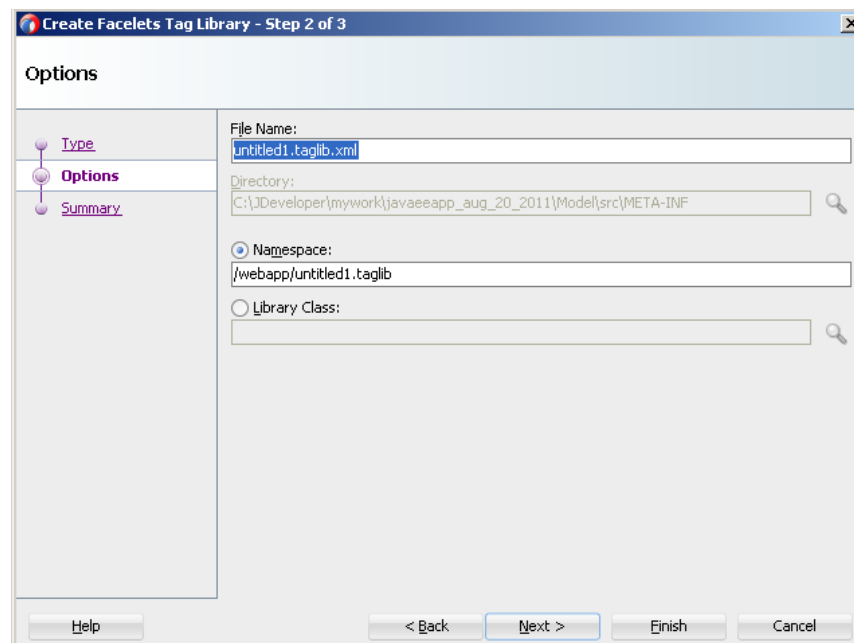 Create Facelets Tag Library - Step 2 of 3
Options
Type
Options
Summary
File Name:
untitled1.taglib.xml
Directory:
C:\JDeveloper\mywork\javaeeapp_aug_20_2011\Model\src\META-INF
Namespace:
/webapp/untitled1.taglib
Library Class:
Help
< Back
Next >
Finish
Cancel